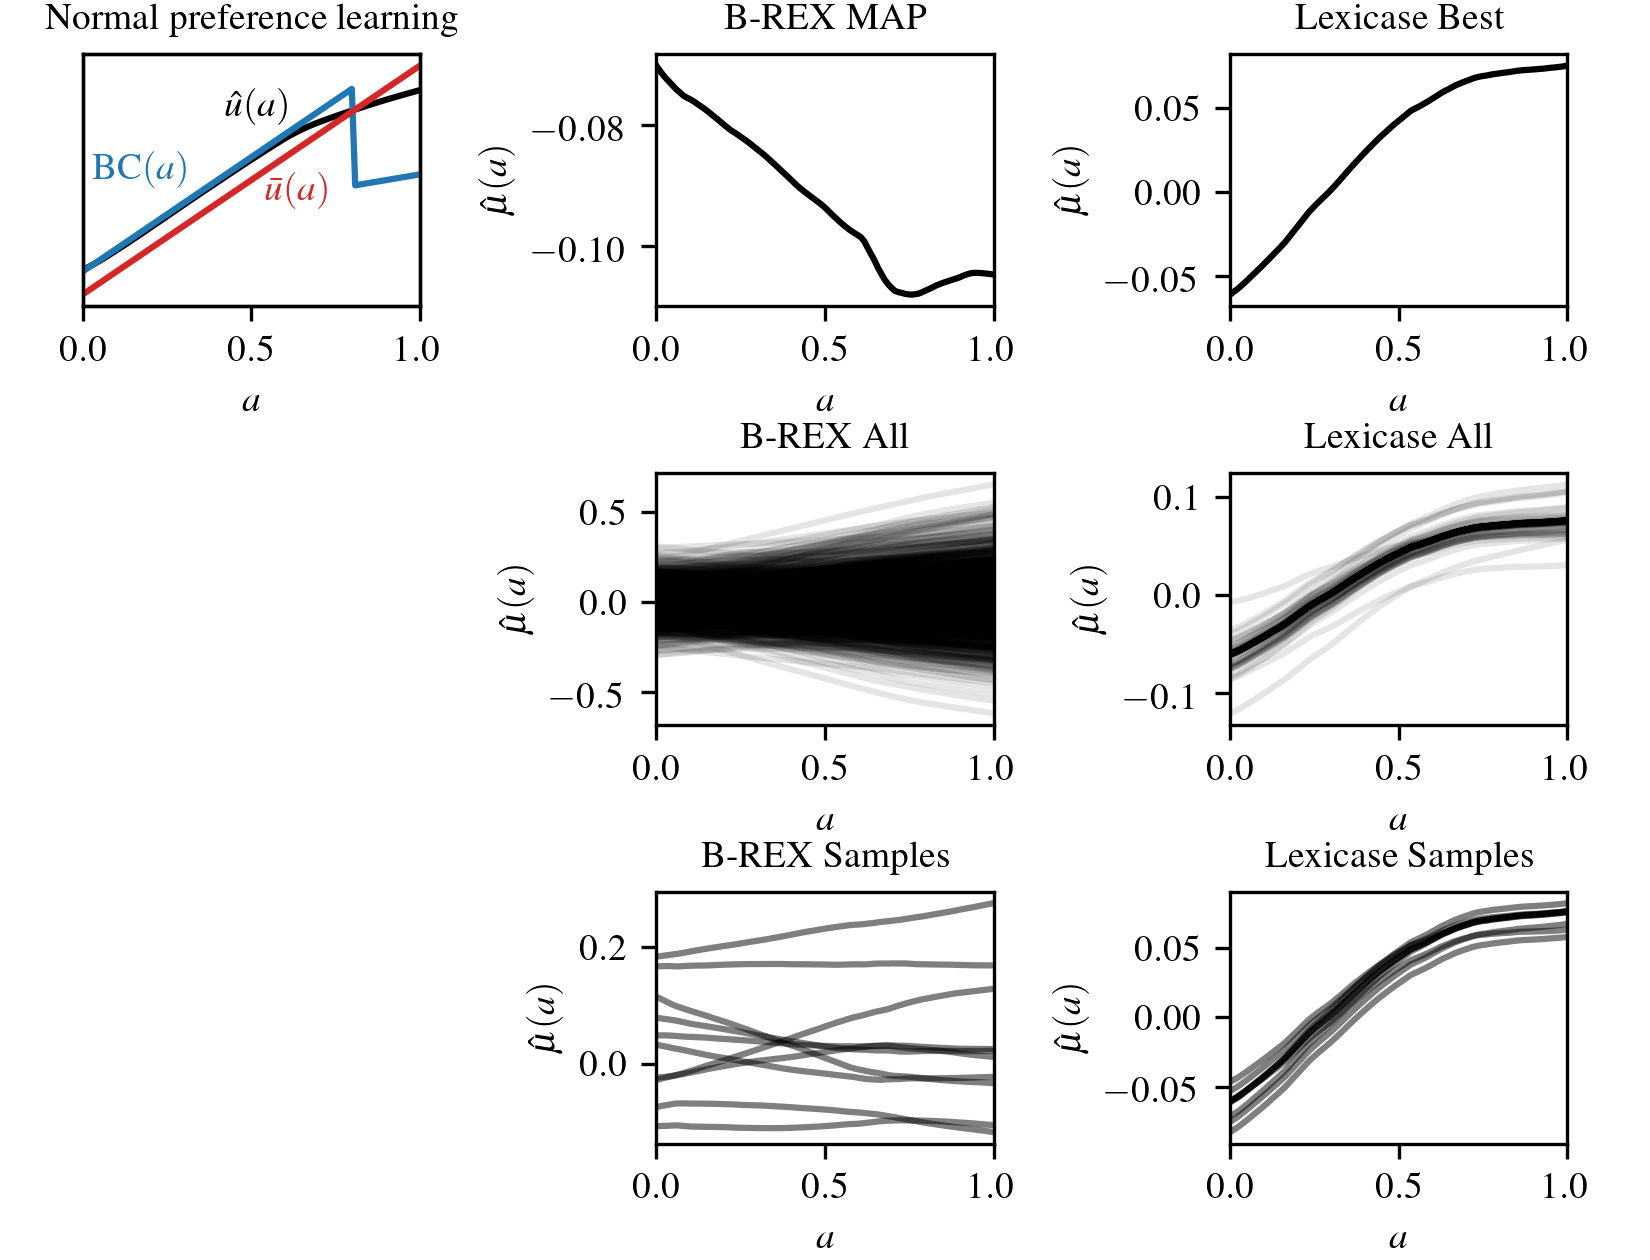 Normal preference learning
û(a)
BC(a)
ū(a)
0.0 0.5 1.0
a
B-REX MAP
−0.08
−0.10
μ̂(a)
0.0 0.5 1.0
a
Lexicase Best
0.05
0.00
−0.05
μ̂(a)
0.0 0.5 1.0
a
B-REX All
0.5
0.0
−0.5
μ̂(a)
0.0 0.5 1.0
a
Lexicase All
0.1
0.0
−0.1
μ̂(a)
0.0 0.5 1.0
a
B-REX Samples
0.2
0.0
μ̂(a)
0.0 0.5 1.0
a
Lexicase Samples
0.05
0.00
−0.05
μ̂(a)
0.0 0.5 1.0
a